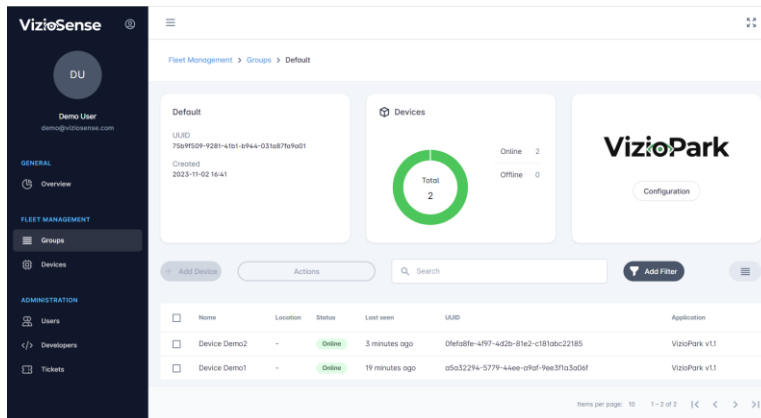 VizioSense
DU
Demo User
demo@viziosense.com
GENERAL
Overview
FLEET MANAGEMENT
Groups
Devices
ADMINISTRATION
Users
Developers
Tickets
Fleet Management > Groups > Default
Default
UUID
75b9f509-9281-41b1-b944-031a87fa9a01
Created
2023-11-02 16:41
Devices
Total
2
Online 2
Offline 0
VizioPark
Configuration
+ Add Device
Actions
Search
Add Filter
Name Location Status Last seen UUID Application
Device Demo2 - Online 3 minutes ago 0fefa8fe-4f97-4d2b-81e2-c181abc22185 VizioPark v1.1
Device Demo1 - Online 19 minutes ago a5a32294-5779-44ee-a9af-9ee3f1a3a06f VizioPark v1.1
Items per page: 10 1 – 2 of 2 |< < > >|